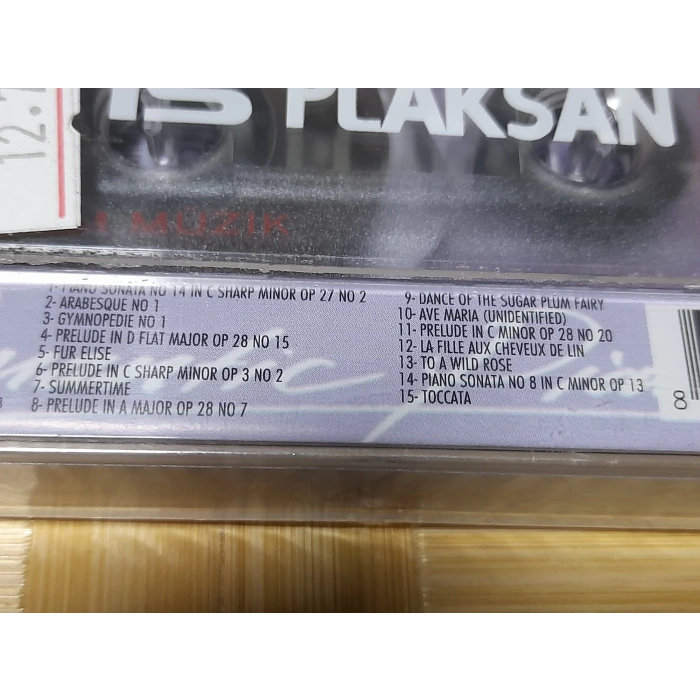 12.
PLAKSAN
MÜZİK
1- PIANO SONATA NO 14 IN C SHARP MINOR OP 27 NO 2
2- ARABESQUE NO 1
3- GYMNOPEDIE NO 1
4- PRELUDE IN D FLAT MAJOR OP 28 NO 15
5- FUR ELISE
6- PRELUDE IN C SHARP MINOR OP 3 NO 2
7- SUMMERTIME
8- PRELUDE IN A MAJOR OP 28 NO 7
9- DANCE OF THE SUGAR PLUM FAIRY
10- AVE MARIA (UNIDENTIFIED)
11- PRELUDE IN C MINOR OP 28 NO 20
12- LA FILLE AUX CHEVEUX DE LIN
13- TO A WILD ROSE
14- PIANO SONATA NO 8 IN C MINOR OP 13
15- TOCCATA
8